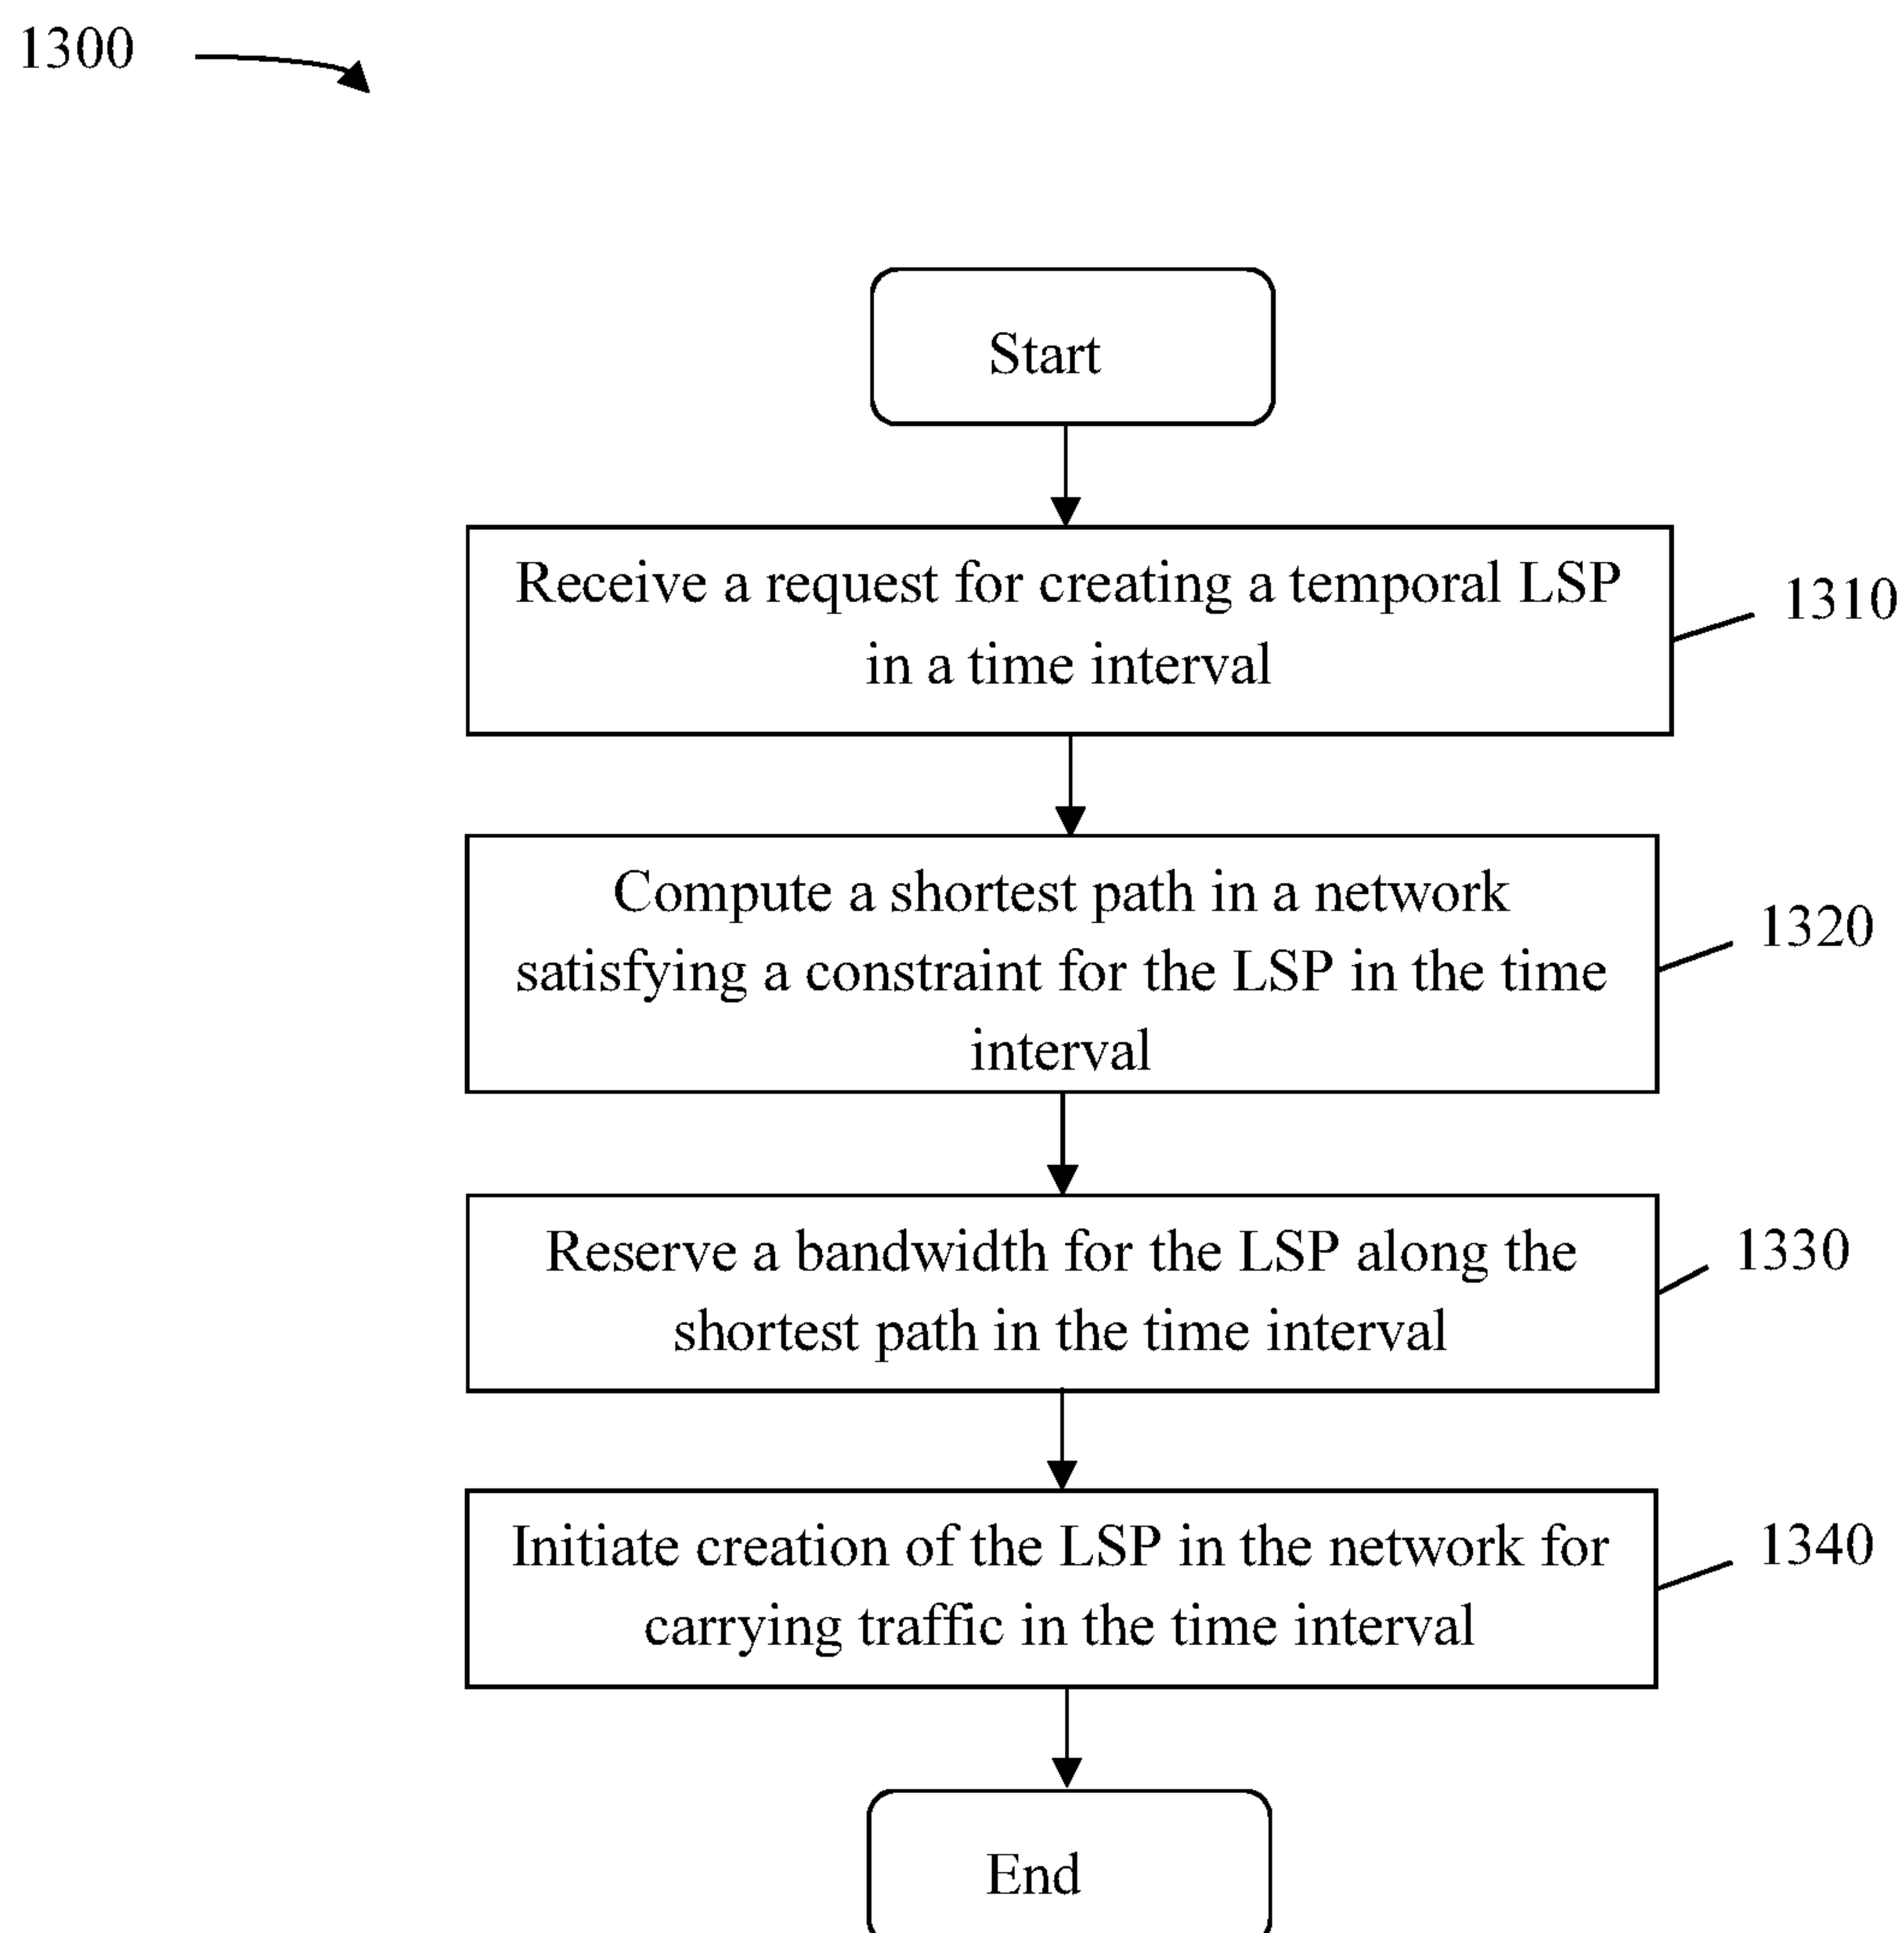 1300
Start
Receive a request for creating a temporal LSP
in a time interval
1310
Compute a shortest path in a network
satisfying a constraint for the LSP in the time
interval
1320
Reserve a bandwidth for the LSP along the
shortest path in the time interval
1330
Initiate creation of the LSP in the network for
carrying traffic in the time interval
1340
End